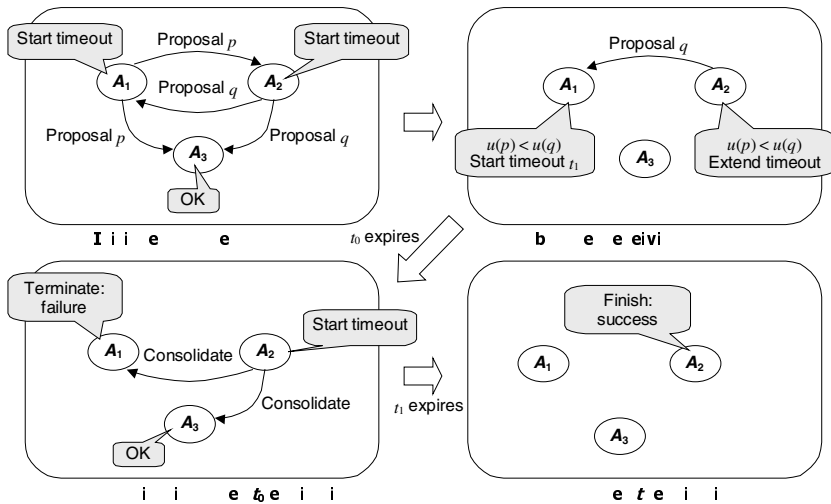 Start timeout
Proposal p
Start timeout
A1
A2
Proposal q
Proposal p
Proposal q
A3
OK
Proposal q
A1
A2
u(p) < u(q)
Start timeout t1
A3
u(p) < u(q)
Extend timeout
t0 expires
Terminate:
failure
Start timeout
A1
Consolidate
A2
Consolidate
A3
OK
t1 expires
Finish:
success
A1
A2
A3